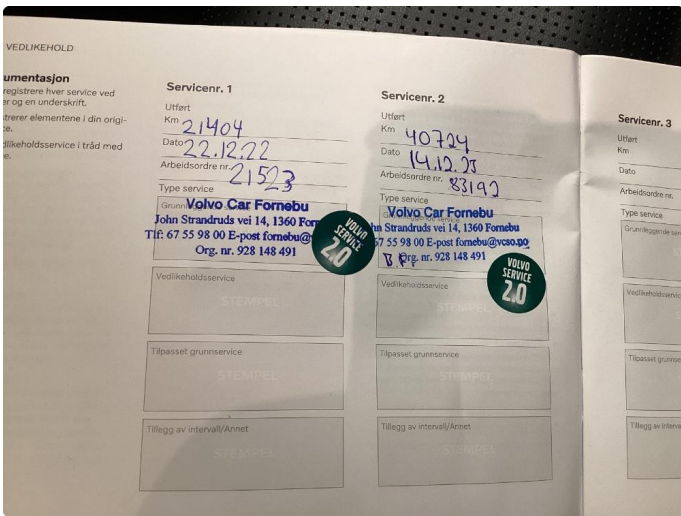 VEDLIKEHOLD
umentasjon
registrere hver service ved
er og en underskrift.
trerer elementene i din origi-
ce.
dlikeholdsservice i tråd med
e.
Servicenr. 1
Utført
Km 21404
Dato 22.12.22
Arbeidsordre nr. 21523
Type service
Volvo Car Fornebu
John Strandruds vei 14, 1360 Forn
Tlf: 67 55 98 00 E-post fornebu@
Org. nr. 928 148 491
VOLVO
SERVICE
2.0
Vedlikeholdsservice
STEMPEL
Tilpasset grunnservice
STEMPEL
Tillegg av intervall/Annet
STEMPEL
Servicenr. 2
Utført
Km 40724
Dato 14.12.23
Arbeidsordre nr. 83192
Type service
Volvo Car Fornebu
hn Strandruds vei 14, 1360 Fornebu
67 55 98 00 E-post fornebu@vcso.no
Org. nr. 928 148 491
VOLVO
SERVICE
2.0
Vedlikeholdsservice
STEMPEL
Tilpasset grunnservice
STEMPEL
Tillegg av intervall/Annet
STEMPEL
Servicenr. 3
Utført
Km
Dato
Arbeidsordre nr.
Type service
Grunnleggende ser
Vedlikeholdsservic
Tilpasset grunnser
Tillegg av interva